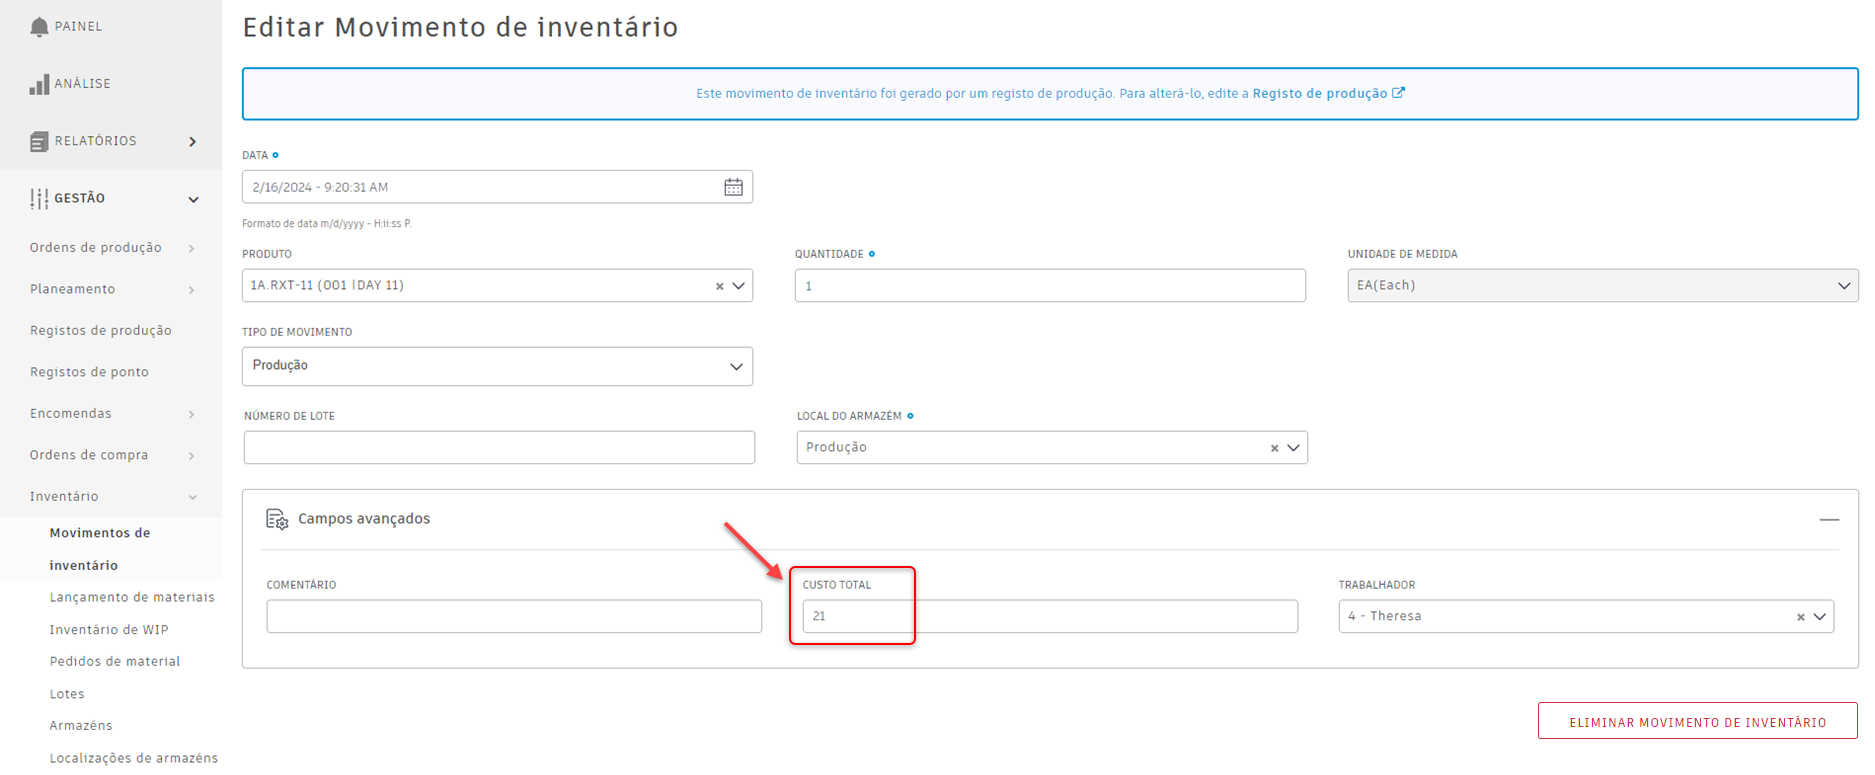 PAINEL
ANÁLISE
RELATÓRIOS
GESTÃO
Ordens de produção
Planeamento
Registos de produção
Registos de ponto
Encomendas
Ordens de compra
Inventário
Movimentos de
inventário
Lançamento de materiais
Inventário de WIP
Pedidos de material
Lotes
Armazéns
Localizações de armazéns
Editar Movimento de inventário
Este movimento de inventário foi gerado por um registo de produção. Para alterá-lo, edite a Registo de produção
DATA
2/16/2024 - 9:20:31 AM
Formato de data m/d/yyyy - H:ii:ss P.
PRODUTO
1A.RXT-11 (001 |DAY 11)
QUANTIDADE
1
UNIDADE DE MEDIDA
EA(Each)
TIPO DE MOVIMENTO
Produção
NÚMERO DE LOTE
LOCAL DO ARMAZÉM
Produção
Campos avançados
COMENTÁRIO
CUSTO TOTAL
21
TRABALHADOR
4 - Theresa
ELIMINAR MOVIMENTO DE INVENTÁRIO